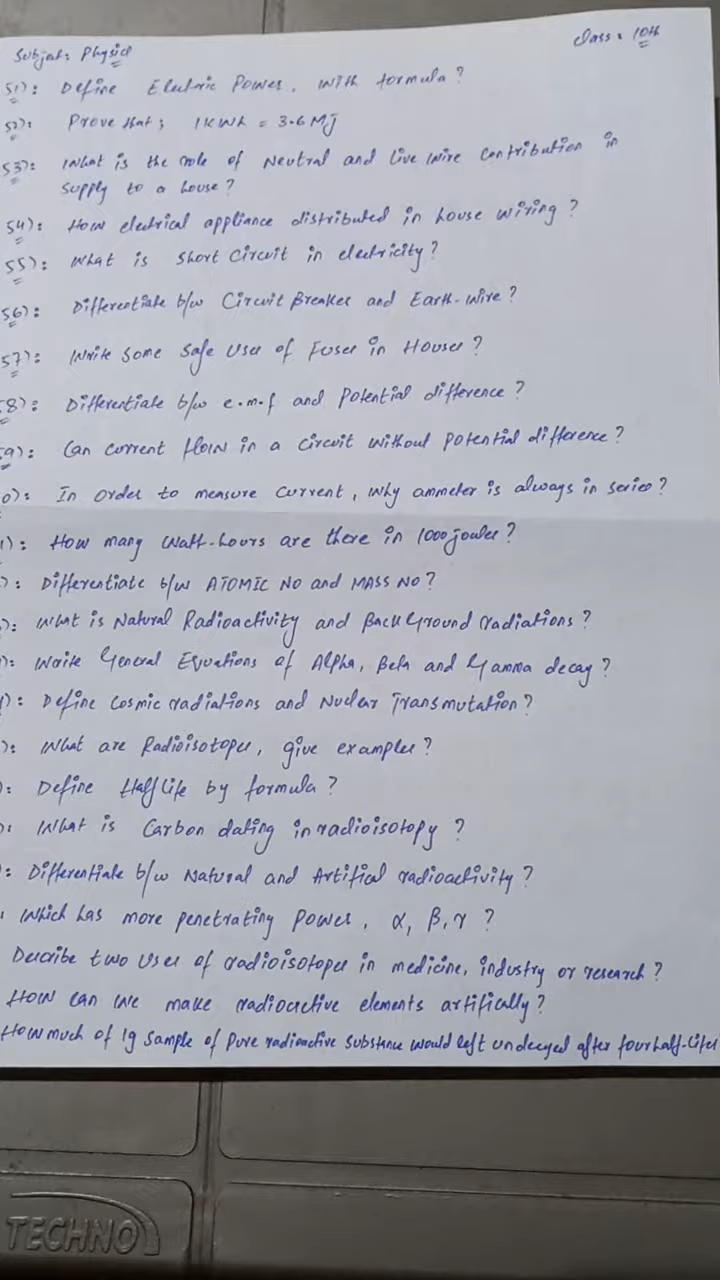 Subject: Physics
Class: 10th
51): Define Electric Power, with formula?
52): Prove that; 1KWh = 3.6 MJ
53): What is the role of Neutral and Live wire contribution in
supply to a house?
54): How electrical appliance distributed in house wiring?
55): What is Short Circuit in electricity?
56): Differentiate b/w Circuit Breaker and Earth-wire?
57): Write some Safe Uses of Fuses in Houses?
58): Differentiate b/w e.m.f and Potential difference?
59): Can current flow in a circuit without potential difference?
0): In order to measure current, why ammeter is always in series?
1): How many Watt-hours are there in 1000 joules?
): Differentiate b/w ATOMIC NO and MASS NO?
): What is Natural Radioactivity and BackGround radiations?
): Write General Equations of Alpha, Beta and Gamma decay?
): Define Cosmic radiations and Nuclear Transmutation?
): What are Radioisotopes, give examples?
): Define Half life by formula?
): What is Carbon dating in radioisotopy?
: Differentiate b/w Natural and Artifical radioactivity?
Which has more penetrating Power, α, β, γ?
Describe two Uses of radioisotopes in medicine, industry or research?
How can we make radioactive elements artifically?
How much of 1g Sample of Pure radioactive Substance would left undecyed after four half-lifes
TECHNO